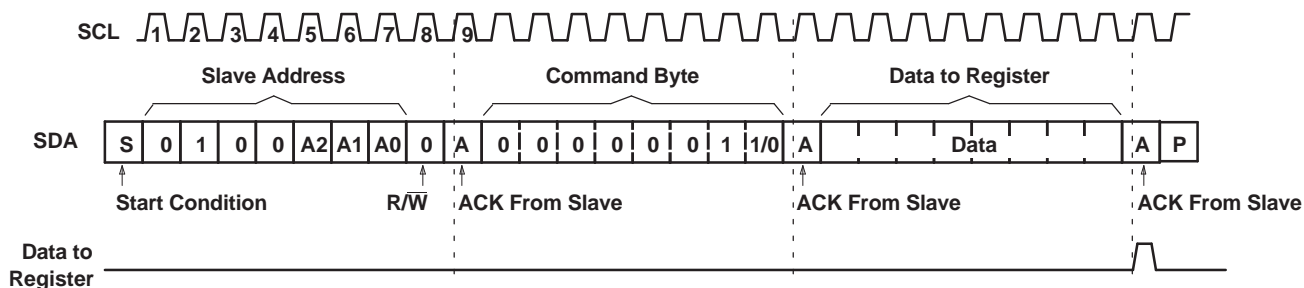 SCL 1 2 3 4 5 6 7 8 9
Slave Address Command Byte Data to Register
SDA S 0 1 0 0 A2 A1 A0 0 A 0 0 0 0 0 0 1 1/0 A Data A P
Start Condition R/W̅ ACK From Slave ACK From Slave ACK From Slave
Data to
Register